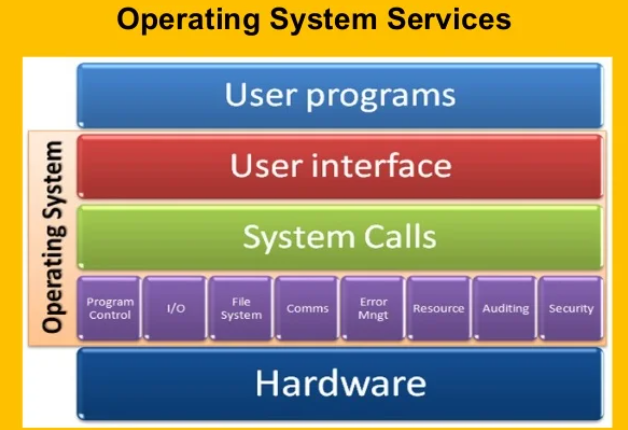 Operating System Services
User programs
Operating System
User interface
System Calls
Program
Control
I/O
File
System
Comms
Error
Mngt
Resource
Auditing
Security
Hardware